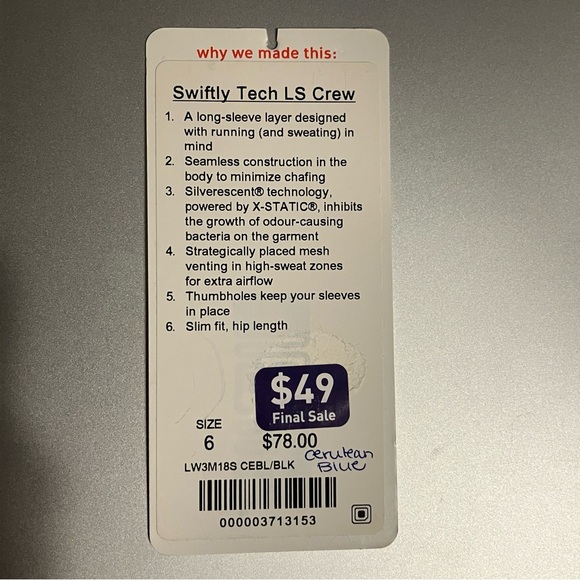 why we made this:
Swiftly Tech LS Crew
1. A long-sleeve layer designed
with running (and sweating) in
mind
2. Seamless construction in the
body to minimize chafing
3. Silverescent® technology,
powered by X-STATIC®, inhibits
the growth of odour-causing
bacteria on the garment
4. Strategically placed mesh
venting in high-sweat zones
for extra airflow
5. Thumbholes keep your sleeves
in place
6. Slim fit, hip length
$49
Final Sale
SIZE
6
$78.00
cerulean
Blue
LW3M18S CEBL/BLK
000003713153